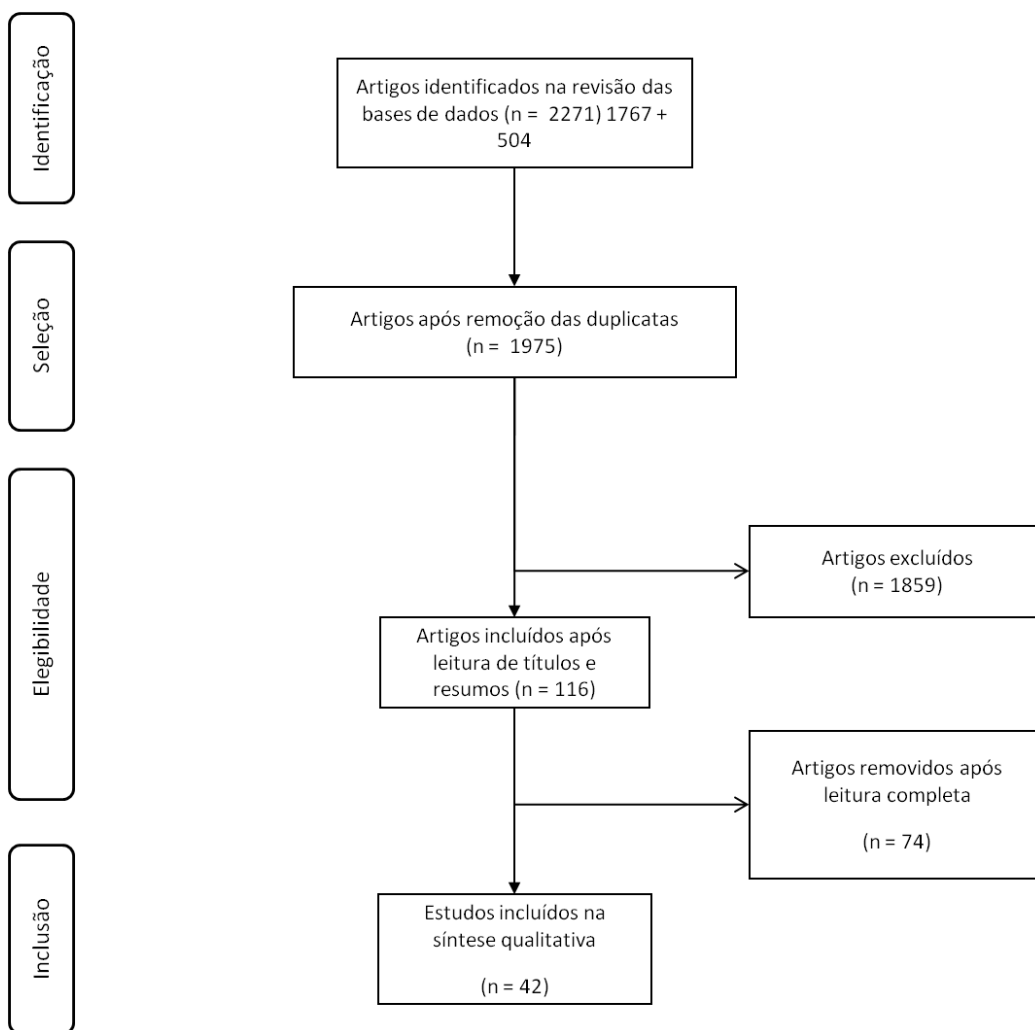 Identificação
Artigos identificados na revisão das
bases de dados (n =  2271) 1767 +
504
Seleção
Artigos após remoção das duplicatas
(n =  1975)
Elegibilidade
Artigos excluídos
(n = 1859)
Artigos incluídos após
leitura de títulos e
resumos (n = 116)
Artigos removidos após
leitura completa
(n = 74)
Inclusão
Estudos incluídos na
síntese qualitativa
(n = 42)